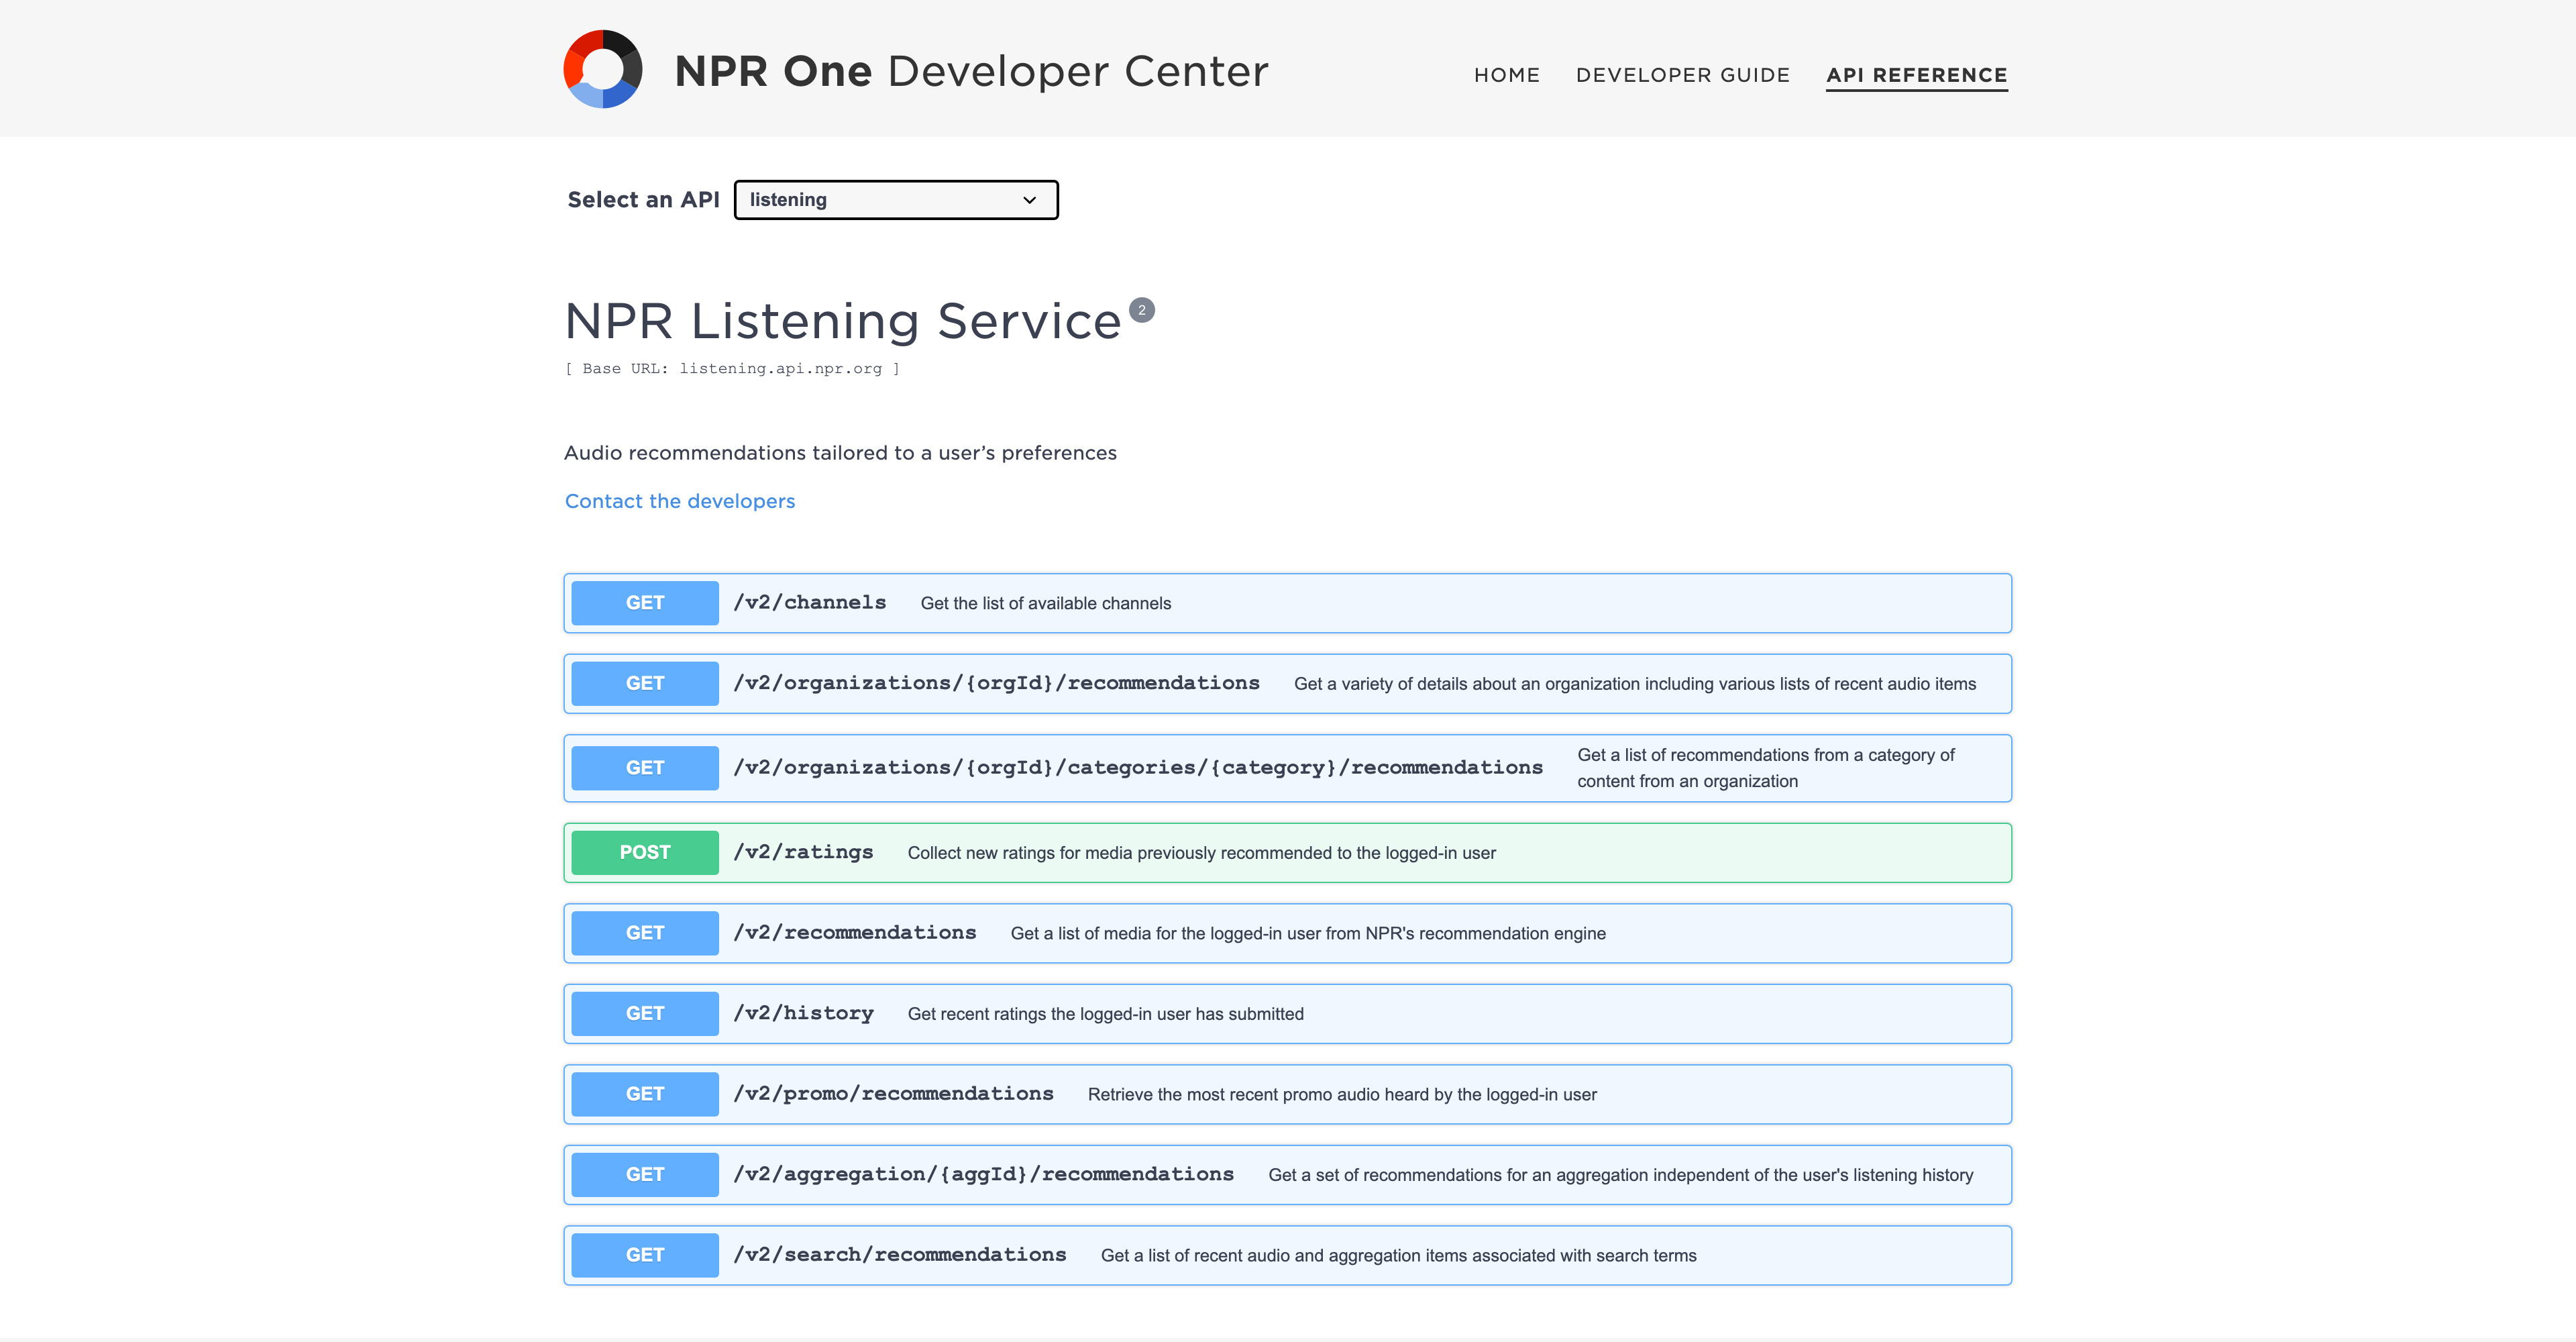 NPR One Developer Center
HOME DEVELOPER GUIDE API REFERENCE
Select an API listening
NPR Listening Service 2
[ Base URL: listening.api.npr.org ]
Audio recommendations tailored to a user’s preferences
Contact the developers
GET /v2/channels Get the list of available channels
GET /v2/organizations/{orgId}/recommendations Get a variety of details about an organization including various lists of recent audio items
GET /v2/organizations/{orgId}/categories/{category}/recommendations Get a list of recommendations from a category of
content from an organization
POST /v2/ratings Collect new ratings for media previously recommended to the logged-in user
GET /v2/recommendations Get a list of media for the logged-in user from NPR's recommendation engine
GET /v2/history Get recent ratings the logged-in user has submitted
GET /v2/promo/recommendations Retrieve the most recent promo audio heard by the logged-in user
GET /v2/aggregation/{aggId}/recommendations Get a set of recommendations for an aggregation independent of the user's listening history
GET /v2/search/recommendations Get a list of recent audio and aggregation items associated with search terms